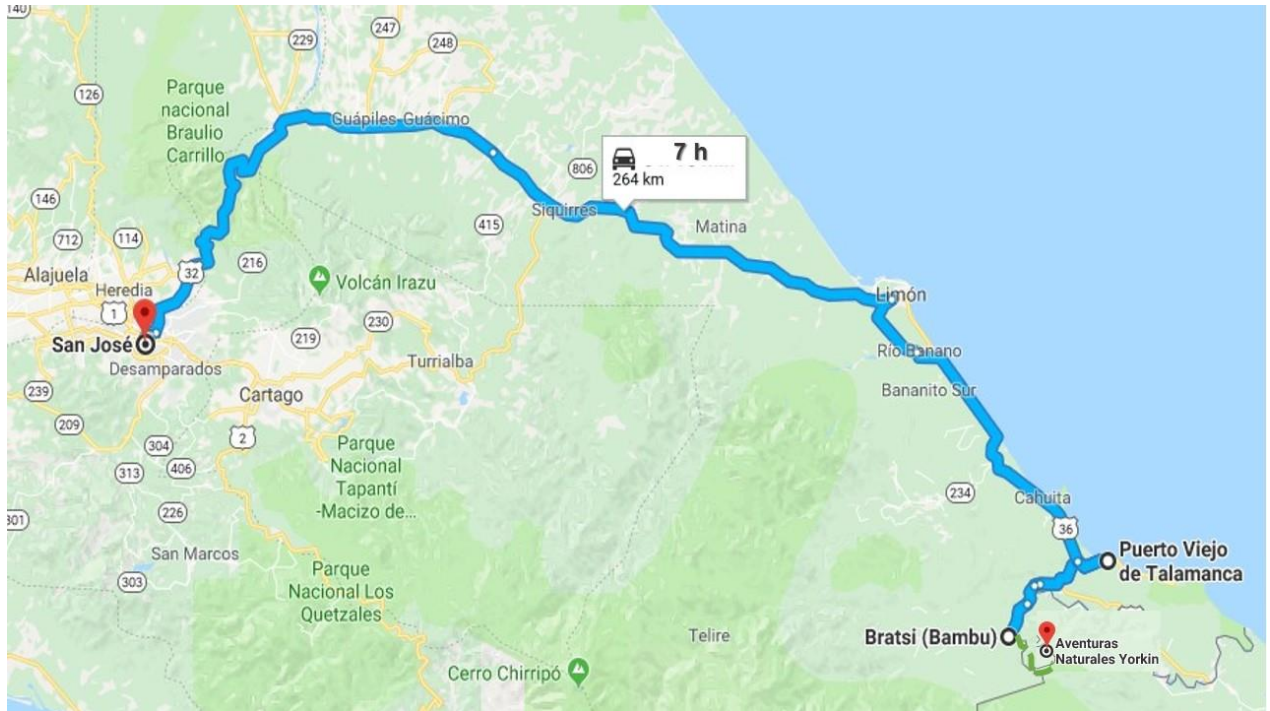 140
247
229
248
126
Parque
nacional
Braulio
Carrillo
Guápiles-Guácimo
7 h
264 km
806
146
Siquirres
415
Matina
712
114
216
32
Alajuela
Volcán Irazu
Heredia
Limón
1
230
219
San José
Río Banano
Desamparados
Turrialba
239
Cartago
Bananito Sur
209
2
304
Parque
Nacional
Tapantí
-Macizo de...
313
406
234
Cahuita
226
301
36
San Marcos
Puerto Viejo
de Talamanca
303
Parque
Nacional Los
Quetzales
Telire
Bratsi (Bambu)
Aventuras
Naturales Yorkin
Cerro Chirripó